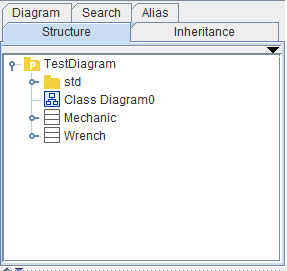 Diagram Search Alias
Structure Inheritance
TestDiagram
std
Class Diagram0
Mechanic
Wrench